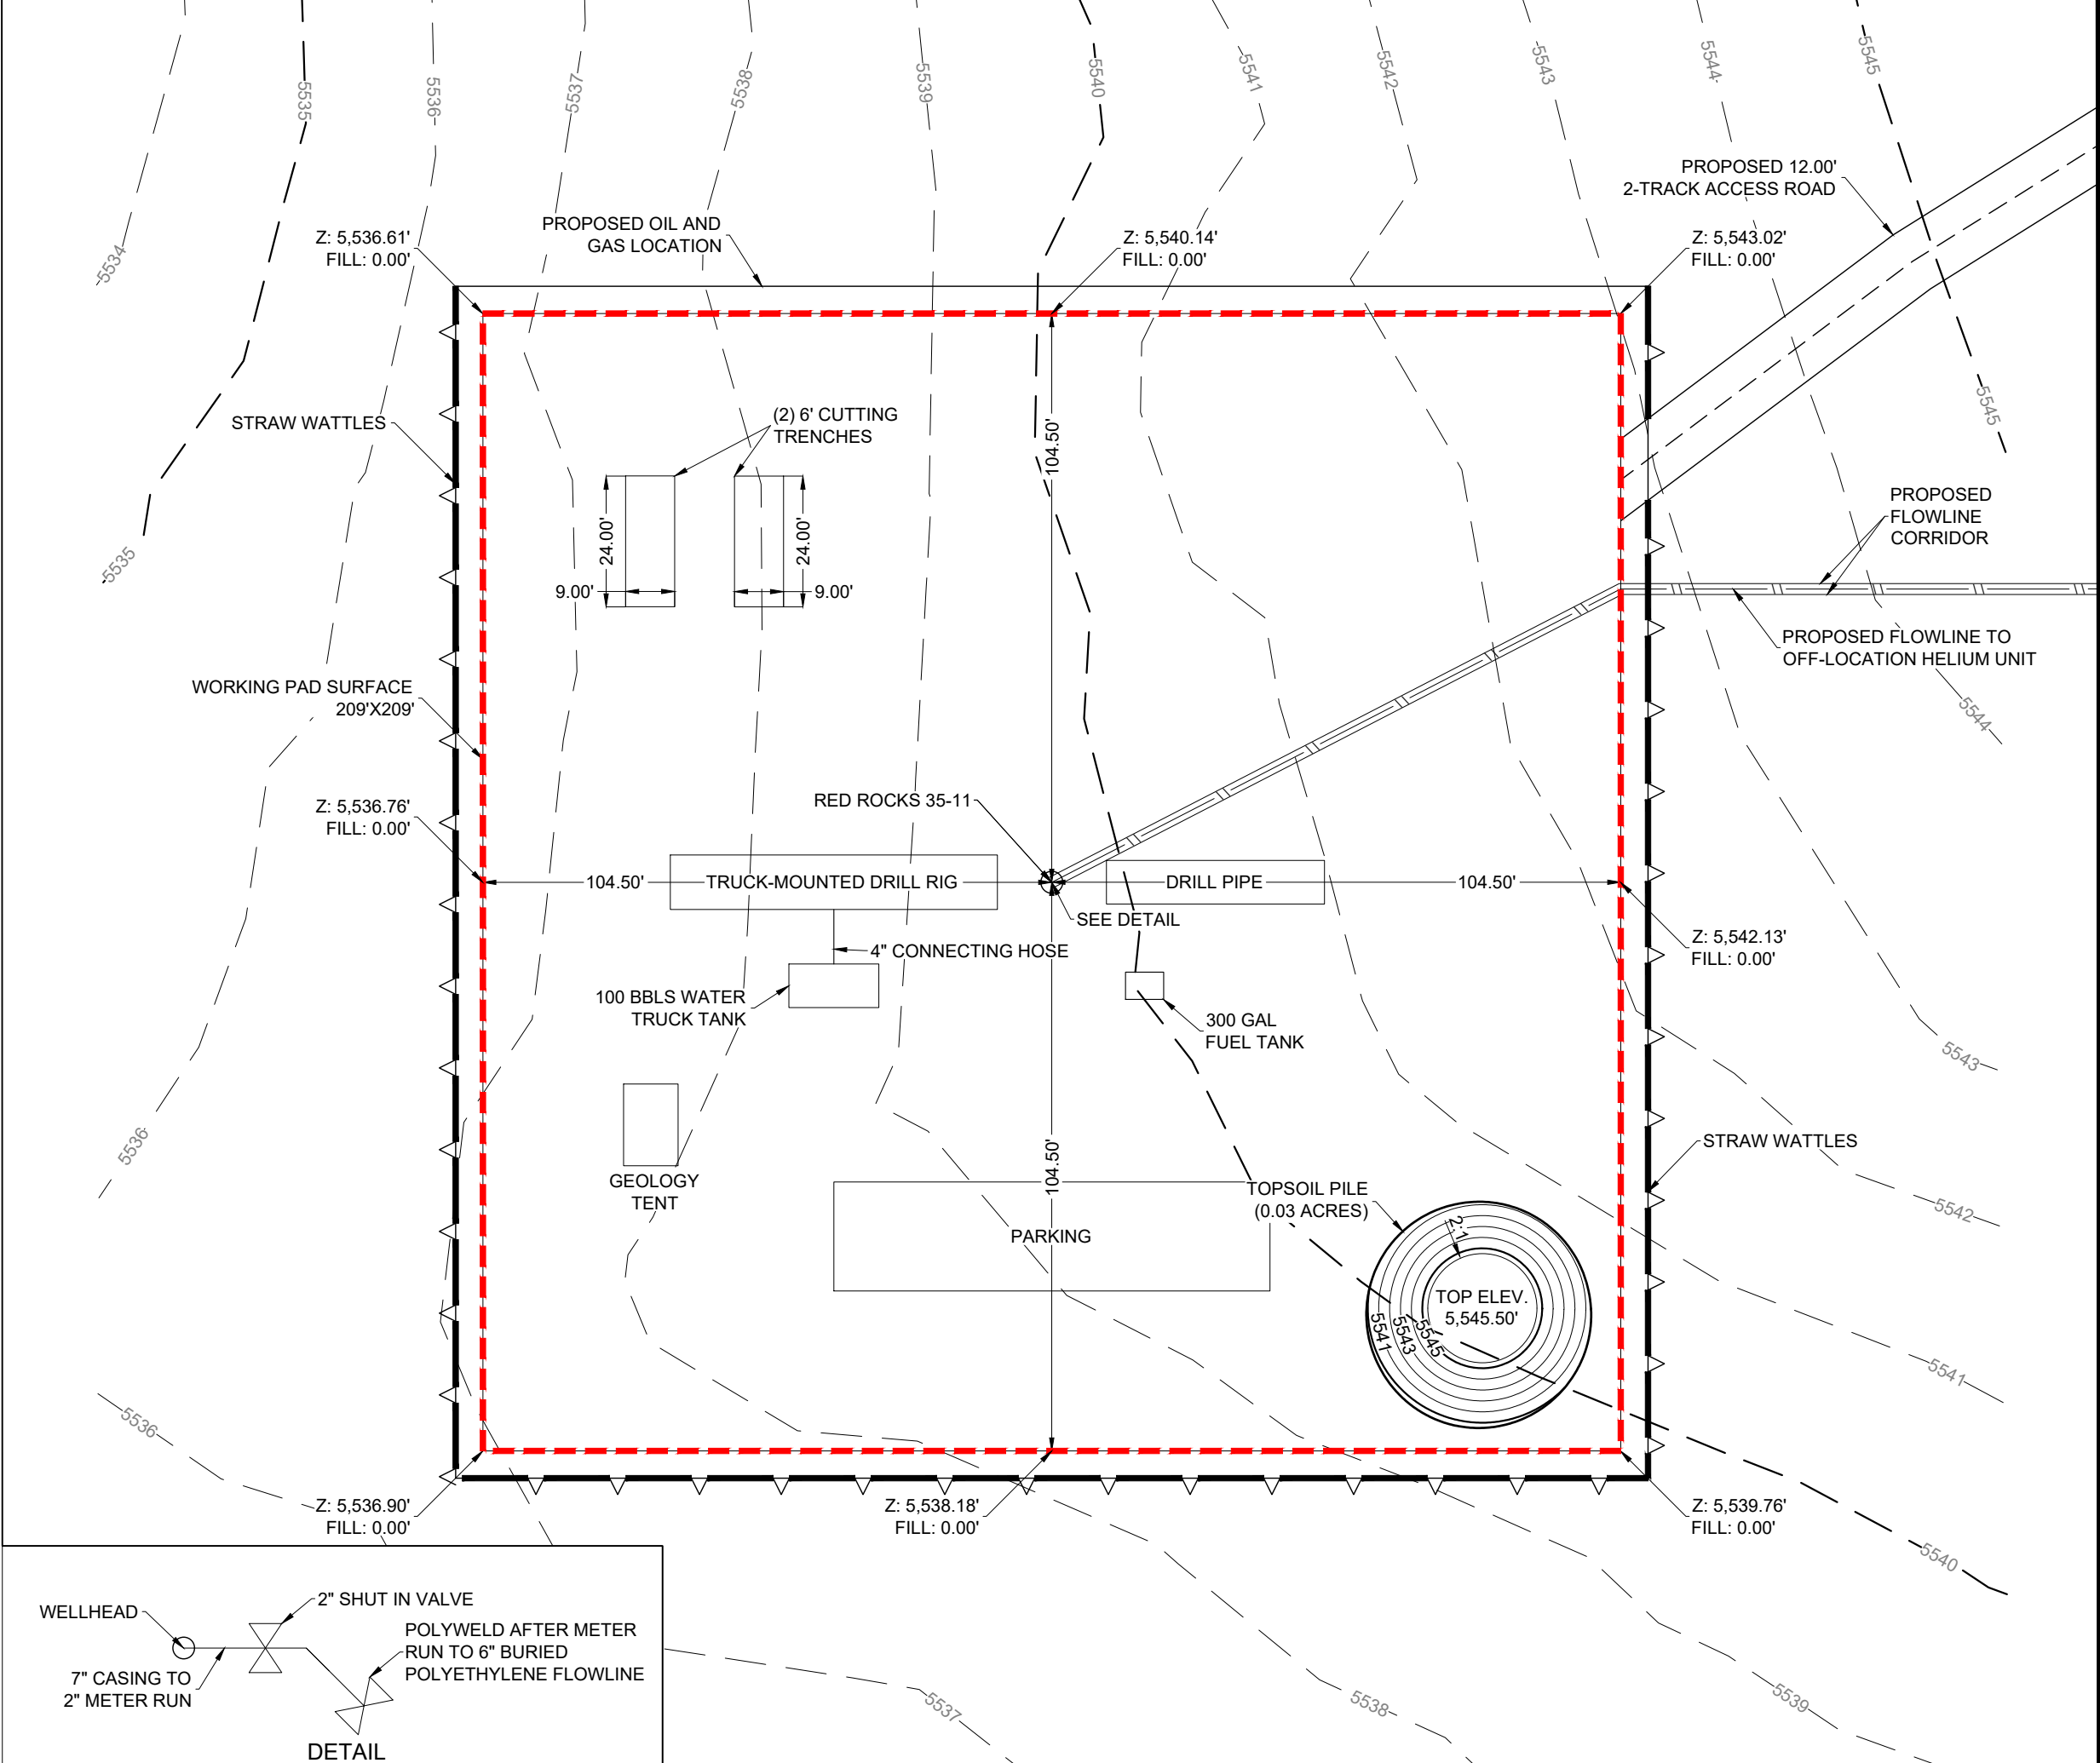 5535
5536
5537
5538
5539
5540
5541
5542
5543
5544
5545
PROPOSED 12.00'
2-TRACK ACCESS ROAD
PROPOSED OIL AND
GAS LOCATION
Z: 5,536.61'
FILL: 0.00'
Z: 5,540.14'
FILL: 0.00'
Z: 5,543.02'
FILL: 0.00'
5534
STRAW WATTLES
(2) 6' CUTTING
TRENCHES
104.50'
5545
24.00'
24.00'
9.00'
9.00'
PROPOSED
FLOWLINE
CORRIDOR
5535
PROPOSED FLOWLINE TO
OFF-LOCATION HELIUM UNIT
WORKING PAD SURFACE
209'X209'
5544
RED ROCKS 35-11
Z: 5,536.76'
FILL: 0.00'
104.50'
TRUCK-MOUNTED DRILL RIG
DRILL PIPE
104.50'
SEE DETAIL
Z: 5,542.13'
FILL: 0.00'
4" CONNECTING HOSE
100 BBLS WATER
TRUCK TANK
300 GAL
FUEL TANK
5543
5536
104.50'
STRAW WATTLES
GEOLOGY
TENT
TOPSOIL PILE
(0.03 ACRES)
5542
PARKING
2:1
TOP ELEV.
5,545.50'
5541
5543
5545
5541
5536
Z: 5,536.90'
FILL: 0.00'
Z: 5,538.18'
FILL: 0.00'
Z: 5,539.76'
FILL: 0.00'
5540
WELLHEAD
2" SHUT IN VALVE
POLYWELD AFTER METER
RUN TO 6" BURIED
POLYETHYLENE FLOWLINE
7" CASING TO
2" METER RUN
DETAIL
5537
5538
5539